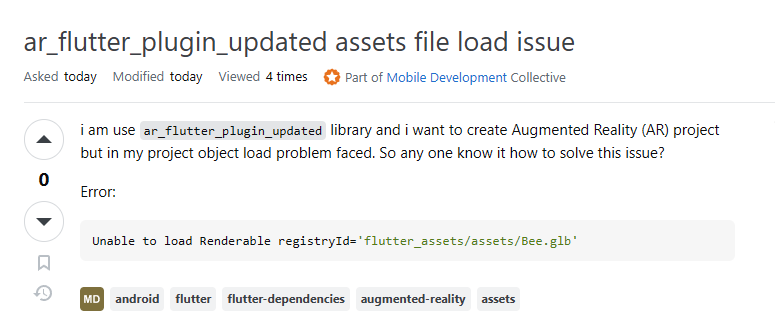 ar_flutter_plugin_updated assets file load issue
Asked today Modified today Viewed 4 times Part of Mobile Development Collective
i am use ar_flutter_plugin_updated library and i want to create Augmented Reality (AR) project
but in my project object load problem faced. So any one know it how to solve this issue?
0
Error:
Unable to load Renderable registryId='flutter_assets/assets/Bee.glb'
MD android flutter flutter-dependencies augmented-reality assets